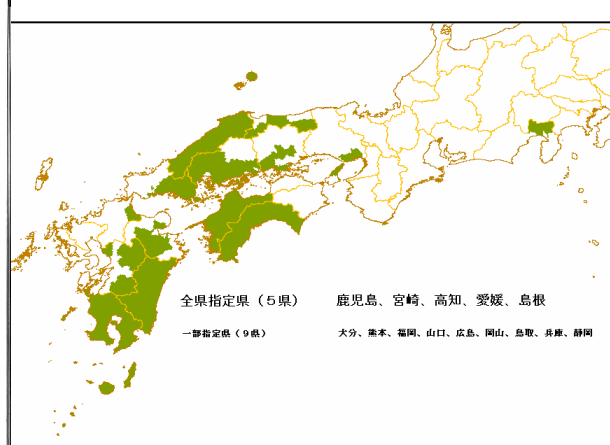 全県指定県（５県） 鹿児島、宮崎、高知、愛媛、島根
一部指定県（９県） 大分、熊本、福岡、山口、広島、岡山、鳥取、兵庫、静岡